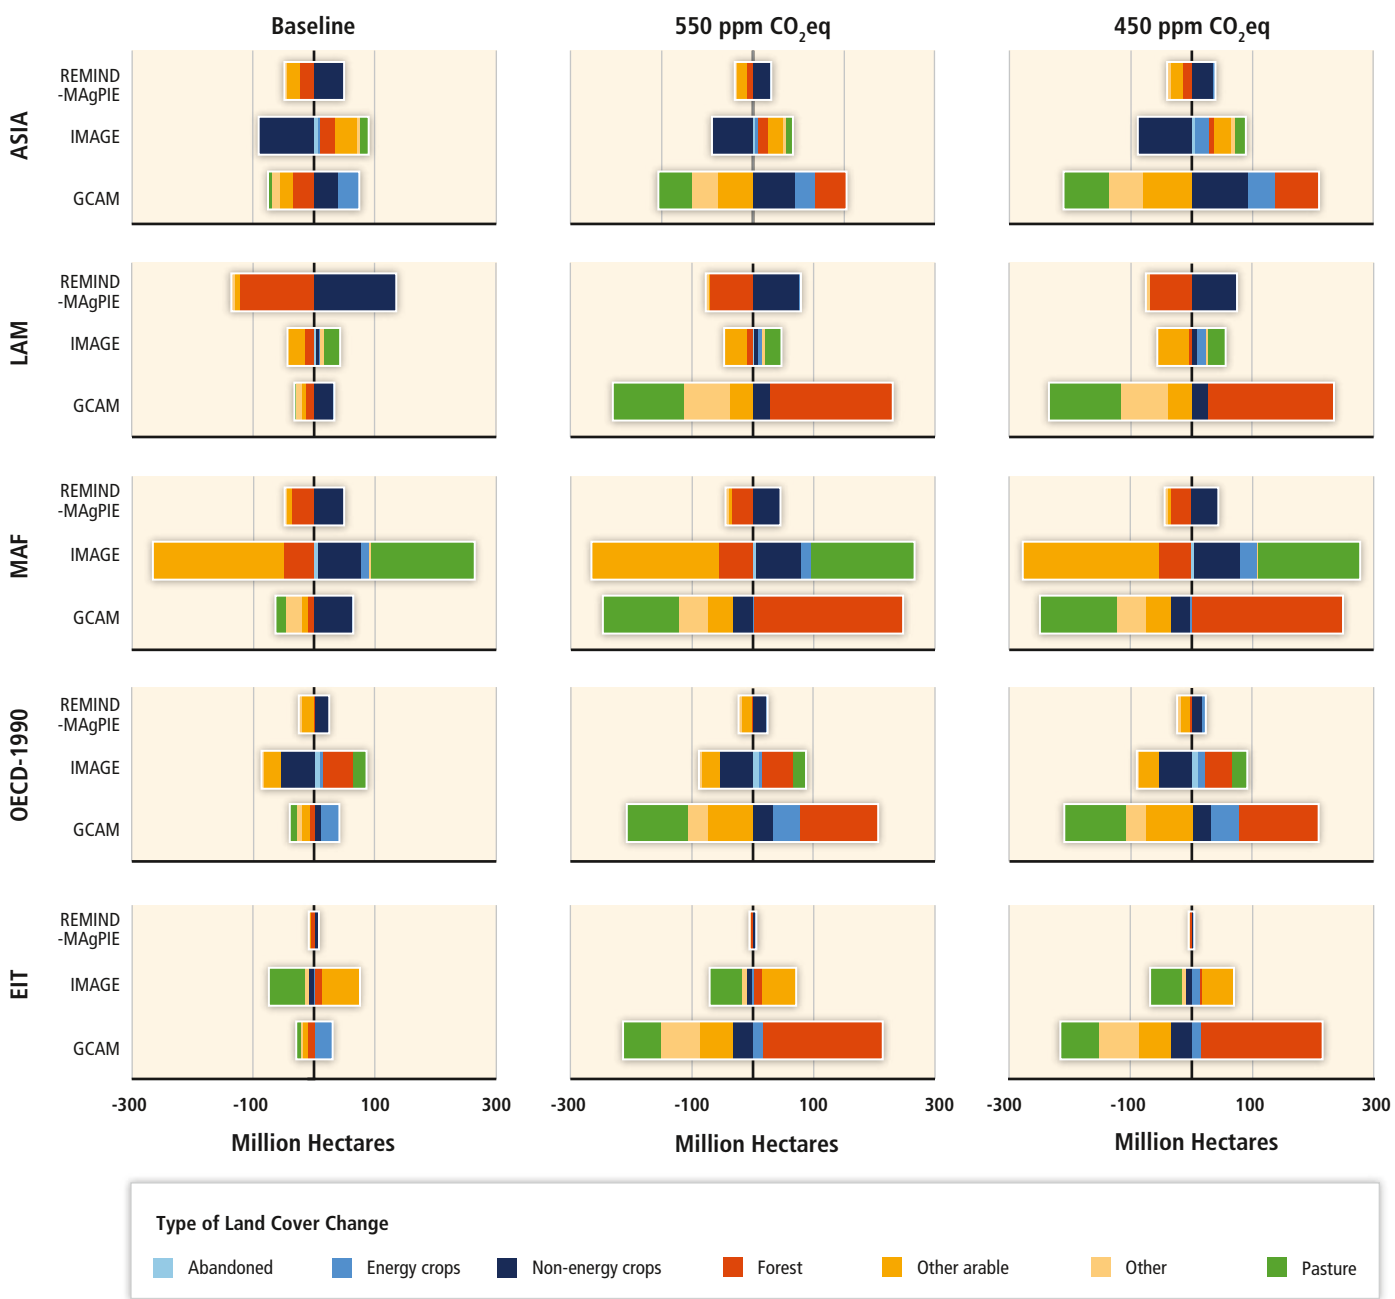 Baseline
550 ppm CO2eq
450 ppm CO2eq
ASIA
REMIND
-MAgPIE
IMAGE
GCAM
LAM
REMIND
-MAgPIE
IMAGE
GCAM
MAF
REMIND
-MAgPIE
IMAGE
GCAM
OECD-1990
REMIND
-MAgPIE
IMAGE
GCAM
EIT
REMIND
-MAgPIE
IMAGE
GCAM
-300 -100 100 300
-300 -100 100 300
-300 -100 100 300
Million Hectares
Million Hectares
Million Hectares
Type of Land Cover Change
Abandoned Energy crops Non-energy crops Forest Other arable Other Pasture